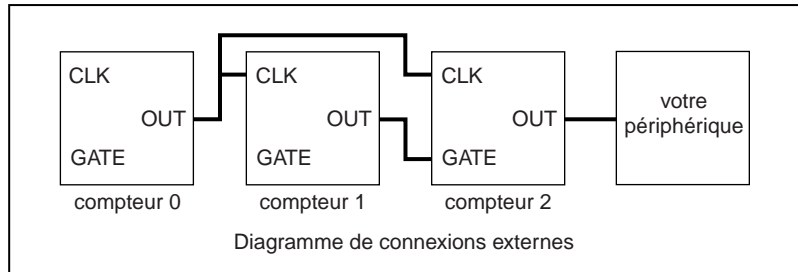 CLK
OUT
GATE
compteur 0
CLK
OUT
GATE
compteur 1
CLK
OUT
GATE
compteur 2
votre
périphérique
Diagramme de connexions externes